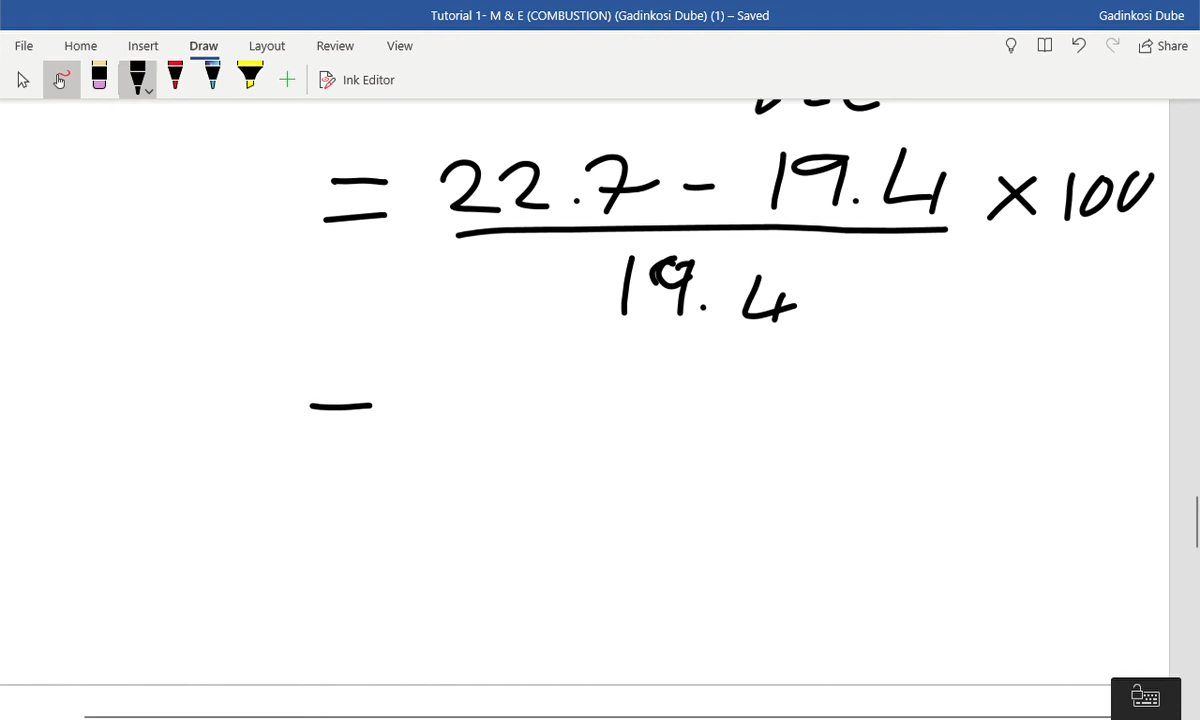 Tutorial 1- M & E (COMBUSTION) (Gadinkosi Dube) (1) – Saved Gadinkosi Dube
File Home Insert Draw Layout Review View Share
Ink Editor
= 22.7 - 19.4 × 100
19.4